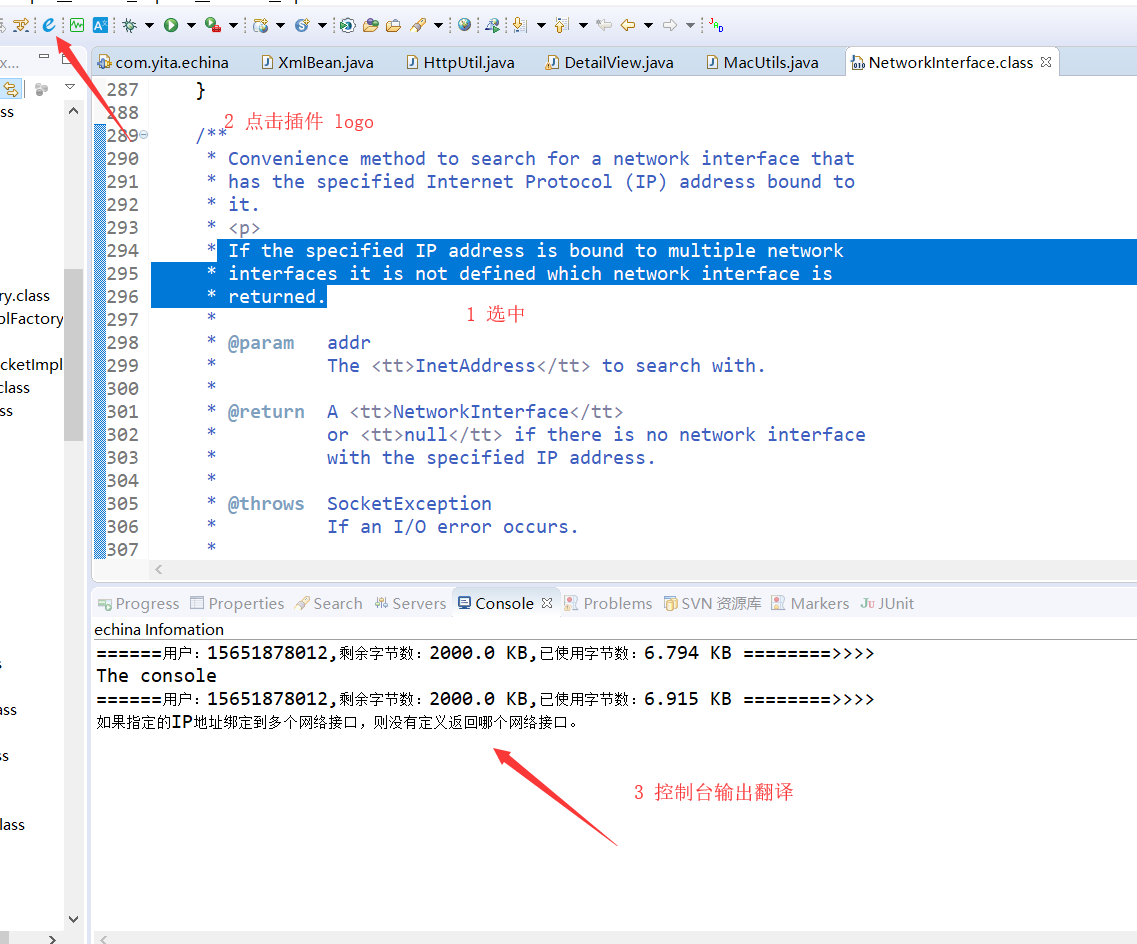 com.yita.echina XmlBean.java HttpUtil.java DetailView.java MacUtils.java NetworkInterface.class
x...
ss
ry.class
plFactory
cketImpl
class
ss
ass
lass
287 }
288
2 点击插件 logo
289 /**
290 * Convenience method to search for a network interface that
291 * has the specified Internet Protocol (IP) address bound to
292 * it.
293 * <p>
294 * If the specified IP address is bound to multiple network
295 * interfaces it is not defined which network interface is
296 * returned.
1 选中
297 *
298 * @param addr
299 * The <tt>InetAddress</tt> to search with.
300 *
301 * @return A <tt>NetworkInterface</tt>
302 * or <tt>null</tt> if there is no network interface
303 * with the specified IP address.
304 *
305 * @throws SocketException
306 * If an I/O error occurs.
307 *
Progress Properties Search Servers Console Problems SVN 资源库 Markers Ju JUnit
echina Infomation
======用户：15651878012,剩余字节数：2000.0 KB,已使用字节数：6.794 KB ========>>>>
The console
======用户：15651878012,剩余字节数：2000.0 KB,已使用字节数：6.915 KB ========>>>>
如果指定的IP地址绑定到多个网络接口，则没有定义返回哪个网络接口。
3 控制台输出翻译